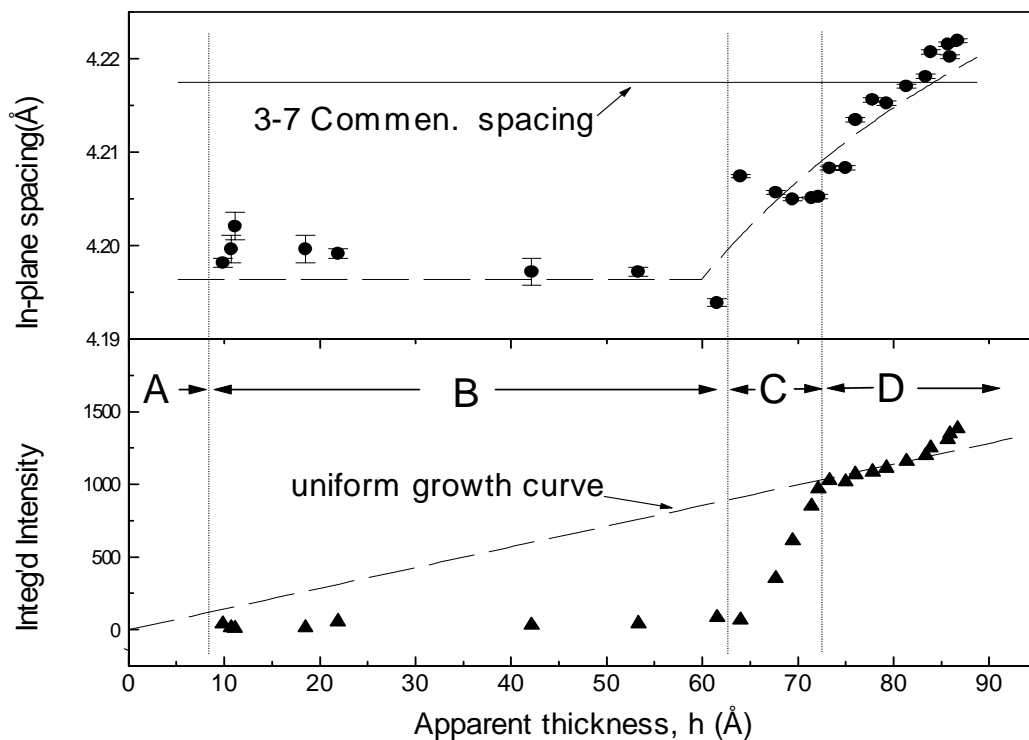 4.22
4.21
4.20
4.19
In-plane spacing(Å)
3-7 Commen. spacing
A B C D
1500
1000
500
0
Integ'd Intensity
uniform growth curve
0 10 20 30 40 50 60 70 80 90
Apparent thickness, h (Å)